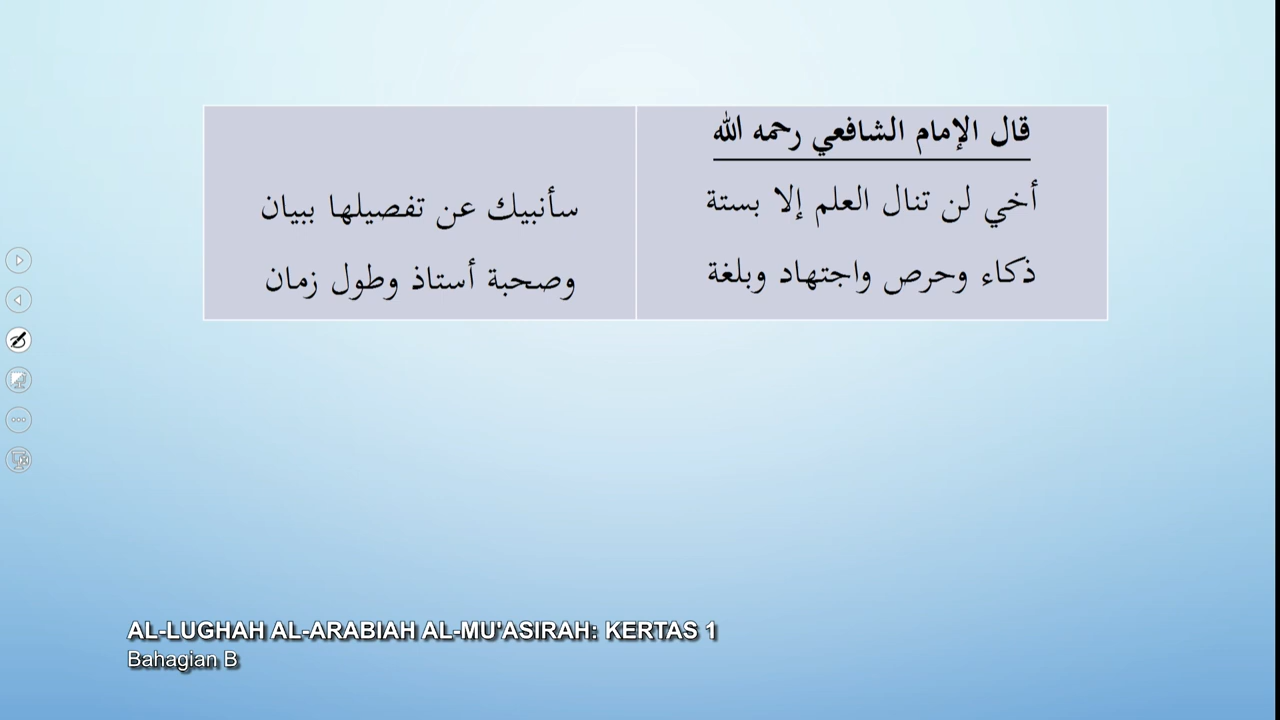 قال الإمام الشافعي رحمه الله
أخي لن تنال العلم إلا بستة
سأنبيك عن تفصيلها ببيان
ذكاء وحرص واجتهاد وبلغة
وصحبة أستاذ وطول زمان
AL-LUGHAH AL-ARABIAH AL-MU'ASIRAH: KERTAS 1
Bahagian B